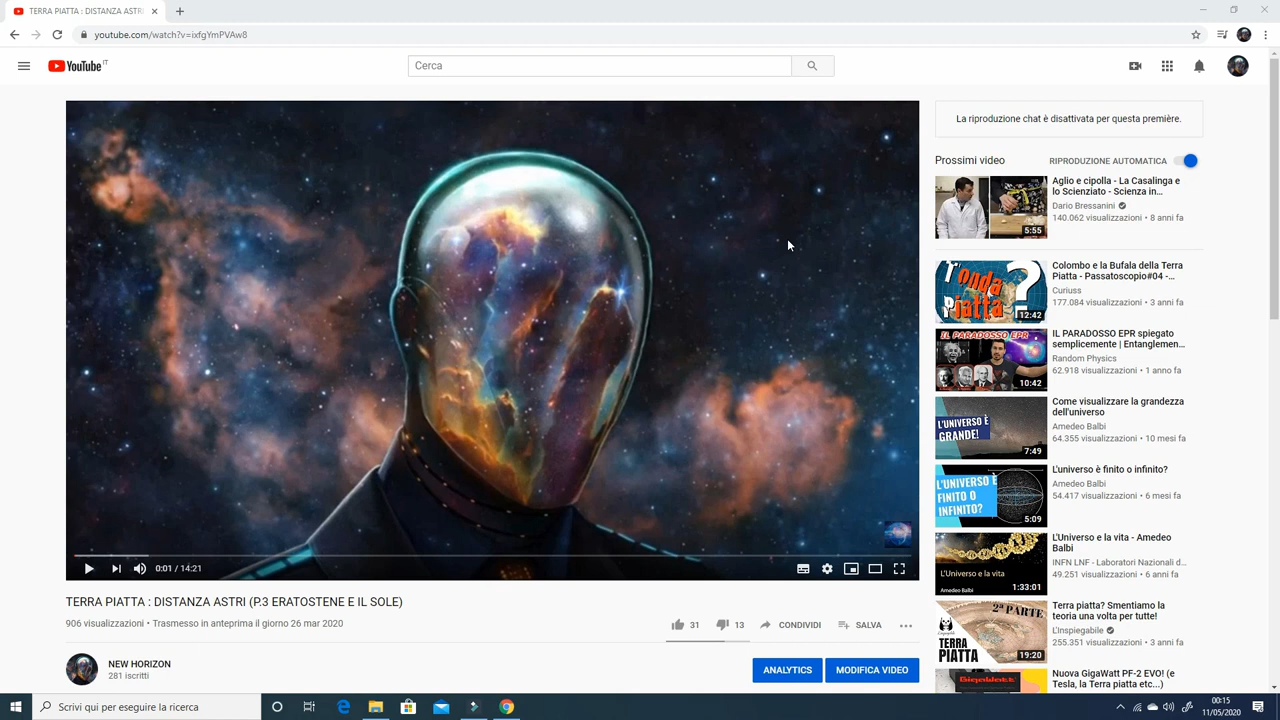 TERRA PIATTA : DISTANZA ASTRI
youtube.com/watch?v=ixfgYmPVAw8
YouTube IT
Cerca
La riproduzione chat è disattivata per questa première.
Prossimi video
RIPRODUZIONE AUTOMATICA
Aglio e cipolla - La Casalinga e
lo Scienziato - Scienza in...
Dario Bressanini
140.062 visualizzazioni • 8 anni fa
5:55
Colombo e la Bufala della Terra
Piatta - Passatoscopio#04 -...
Curiuss
177.084 visualizzazioni • 3 anni fa
Tonda
Piatta
?
12:42
IL PARADOSSO EPR spiegato
semplicemente | Entanglemen...
Random Physics
62.918 visualizzazioni • 1 anno fa
IL PARADOSSO EPR
10:42
Come visualizzare la grandezza
dell'universo
Amedeo Balbi
64.355 visualizzazioni • 10 mesi fa
L'UNIVERSO È
GRANDE!
7:49
L'universo è finito o infinito?
Amedeo Balbi
54.417 visualizzazioni • 6 mesi fa
L'UNIVERSO È
FINITO O
INFINITO?
5:09
L'Universo e la vita - Amedeo
Balbi
INFN LNF - Laboratori Nazionali d...
49.251 visualizzazioni • 6 anni fa
L'Universo e la vita
Amedeo Balbi
1:33:01
Terra piatta? Smentiamo la
teoria una volta per tutte!
L'Inspiegabile
255.351 visualizzazioni • 3 anni fa
2ª PARTE
TERRA
PIATTA
19:20
Nuova GigaWatt PF-2 EVO! (e
Tesla, la Terra piatta etc...)
0:01 / 14:21
TERRA PIATTA : DISTANZA ASTRI (P.3 ERATOSTENE E IL SOLE)
906 visualizzazioni • Trasmesso in anteprima il giorno 26 mar 2020
31
13
CONDIVIDI
SALVA
NEW HORIZON
281 iscritti
ANALYTICS
MODIFICA VIDEO
Scrivi qui per eseguire la ricerca
00:15
11/05/2020